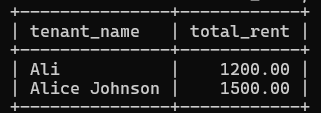 +---------------+------------+
| tenant_name   | total_rent |
+---------------+------------+
| Ali           |    1200.00 |
| Alice Johnson |    1500.00 |
+---------------+------------+